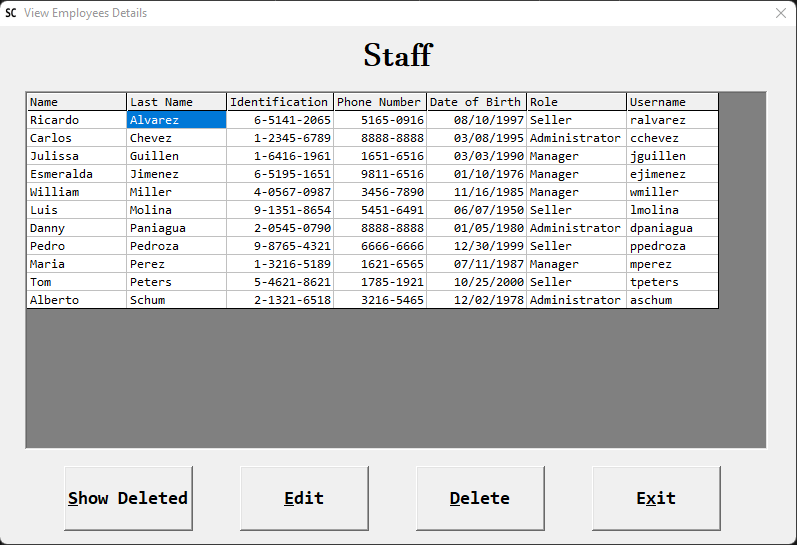 SC View Employees Details
Staff
Name Last Name Identification Phone Number Date of Birth Role Username
Ricardo Alvarez 6-5141-2065 5165-0916 08/10/1997 Seller ralvarez
Carlos Chevez 1-2345-6789 8888-8888 03/08/1995 Administrator cchevez
Julissa Guillen 1-6416-1961 1651-6516 03/03/1990 Manager jguillen
Esmeralda Jimenez 6-5195-1651 9811-6516 01/10/1976 Manager ejimenez
William Miller 4-0567-0987 3456-7890 11/16/1985 Manager wmiller
Luis Molina 9-1351-8654 5451-6491 06/07/1950 Seller lmolina
Danny Paniagua 2-0545-0790 8888-8888 01/05/1980 Administrator dpaniagua
Pedro Pedroza 9-8765-4321 6666-6666 12/30/1999 Seller ppedroza
Maria Perez 1-3216-5189 1621-6565 07/11/1987 Manager mperez
Tom Peters 5-4621-8621 1785-1921 10/25/2000 Seller tpeters
Alberto Schum 2-1321-6518 3216-5465 12/02/1978 Administrator aschum
Show Deleted Edit Delete Exit